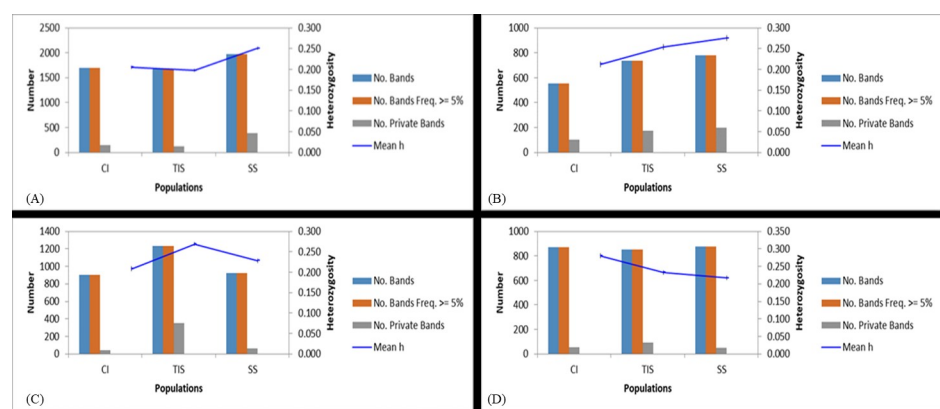 2500
2000
1500
1000
500
0
Number
0.300
0.250
0.200
0.150
0.100
0.050
0.000
Heterozygosity
CI TIS SS
Populations
No. Bands
No. Bands Freq. >= 5%
No. Private Bands
Mean h
(A)
1000
800
600
400
200
0
Number
0.300
0.250
0.200
0.150
0.100
0.050
0.000
Heterozygosity
CI TIS SS
Populations
No. Bands
No. Bands Freq. >= 5%
No. Private Bands
Mean h
(B)
1400
1200
1000
800
600
400
200
0
Number
0.300
0.250
0.200
0.150
0.100
0.050
0.000
Heterozygosity
CI TIS SS
Populations
No. Bands
No. Bands Freq. >= 5%
No. Private Bands
Mean h
(C)
1000
800
600
400
200
0
Number
0.350
0.300
0.250
0.200
0.150
0.100
0.050
0.000
Heterozygosity
CI TIS SS
Populations
No. Bands
No. Bands Freq. >= 5%
No. Private Bands
Mean h
(D)